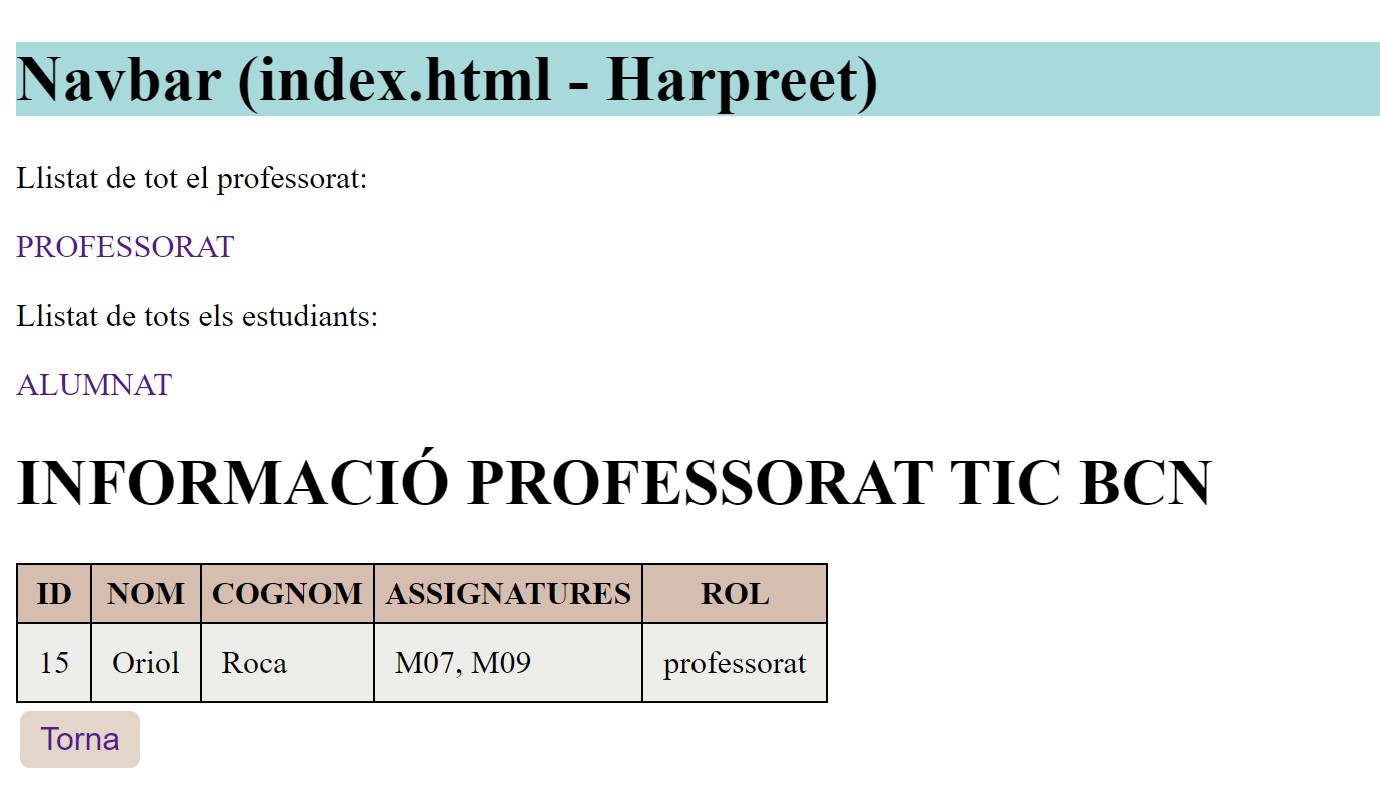 Navbar (index.html - Harpreet)
Llistat de tot el professorat:
PROFESSORAT
Llistat de tots els estudiants:
ALUMNAT
INFORMACIÓ PROFESSORAT TIC BCN
ID NOM COGNOM ASSIGNATURES ROL
15 Oriol Roca M07, M09 professorat
Torna